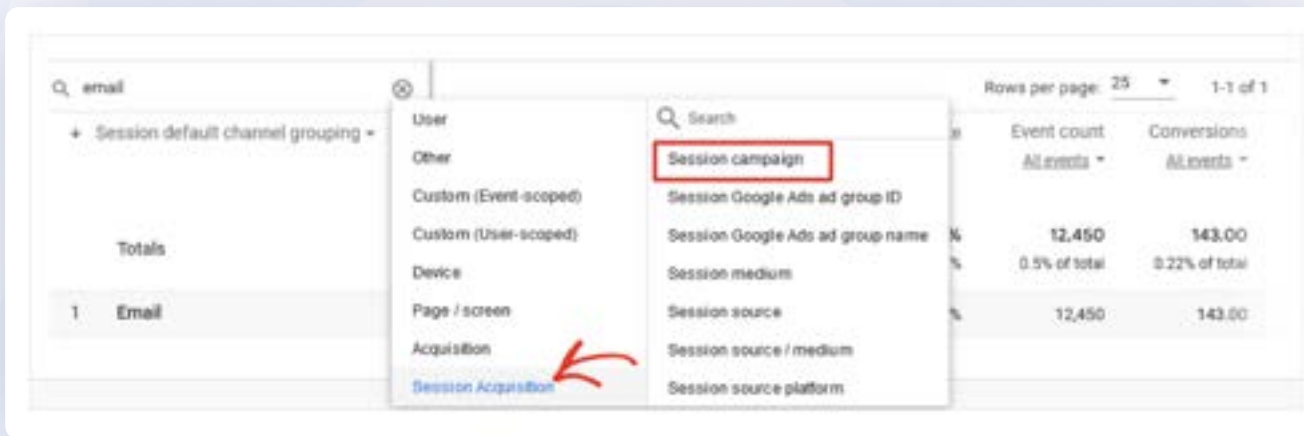 email
Rows per page: 25
1-1 of 1
+ Session default channel grouping
Event count
All events
Conversions
All events
Totals
%
%
12,450
0.5% of total
143.00
0.22% of total
1 Email
%
12,450
143.00
User
Other
Custom (Event-scoped)
Custom (User-scoped)
Device
Page / screen
Acquisition
Session Acquisition
Search
Session campaign
Session Google Ads ad group ID
Session Google Ads ad group name
Session medium
Session source
Session source / medium
Session source platform